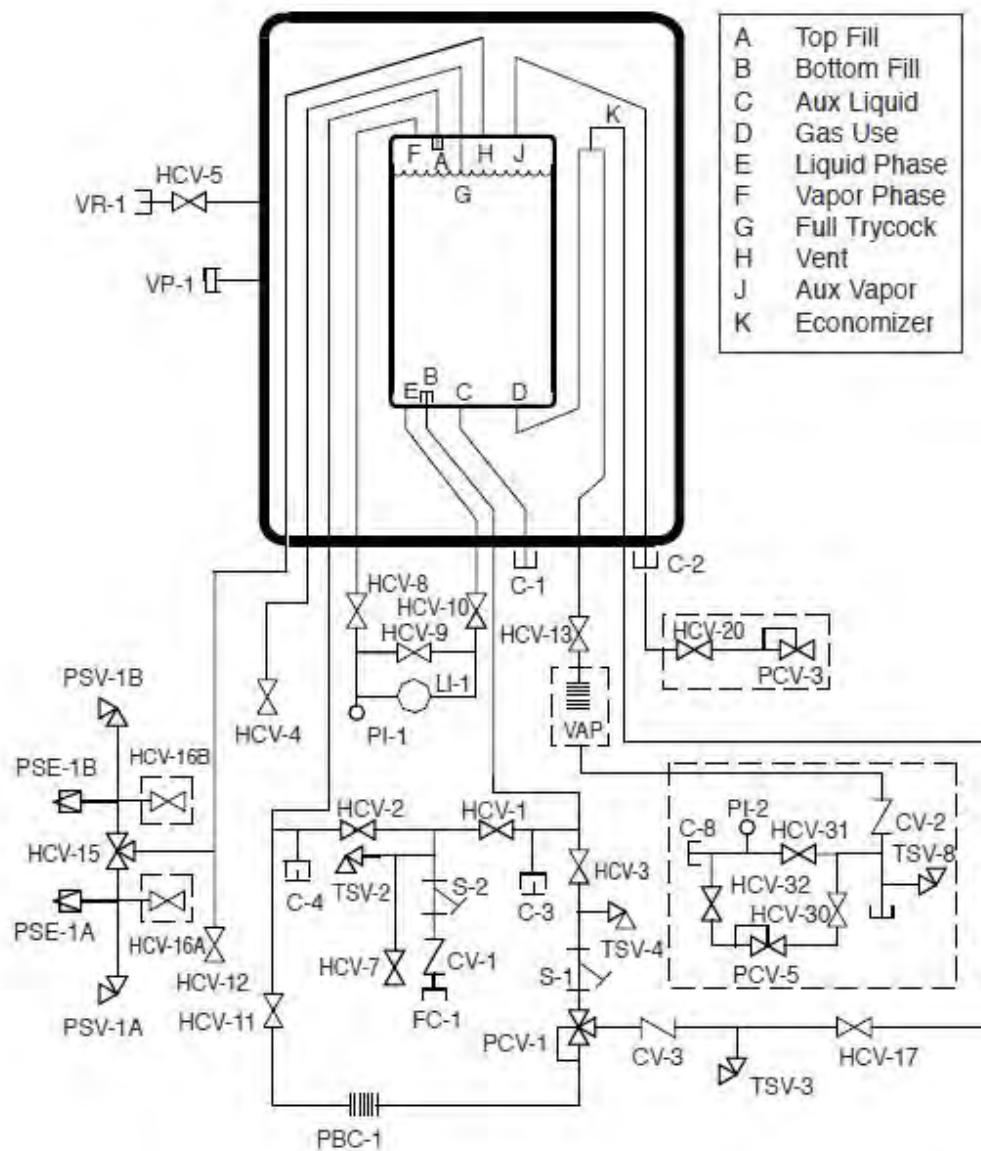 A Top Fill
B Bottom Fill
C Aux Liquid
D Gas Use
E Liquid Phase
F Vapor Phase
G Full Trycock
H Vent
J Aux Vapor
K Economizer
K
F A H J
G
HCV-5
VR-1
VP-1
B
E C D
C-1
C-2
HCV-8
HCV-10
HCV-9
HCV-13
HCV-20
PCV-3
LI-1
PI-1
HCV-4
VAP
PSV-1B
PSE-1B
HCV-16B
HCV-15
PSE-1A
HCV-16A
HCV-12
PSV-1A
HCV-11
HCV-2
HCV-1
C-4
TSV-2
S-2
C-3
HCV-3
TSV-4
HCV-7
CV-1
FC-1
S-1
PCV-1
CV-3
TSV-3
HCV-17
PBC-1
C-8
PI-2
HCV-31
CV-2
TSV-8
HCV-32
HCV-30
PCV-5